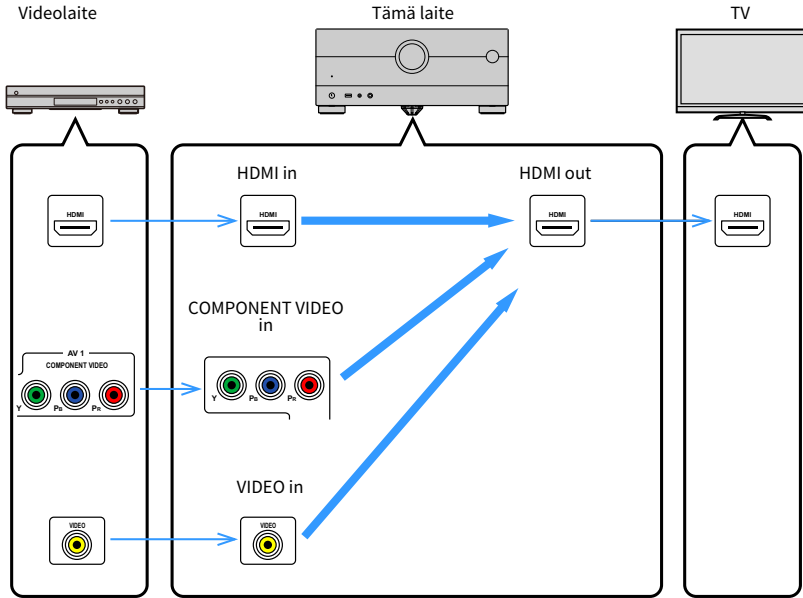 Videolaite
Tämä laite
TV
HDMI in
HDMI out
HDMI
HDMI
HDMI
HDMI
COMPONENT VIDEO
in
AV 1
COMPONENT VIDEO
Y PB PR
Y PB PR
VIDEO in
VIDEO
VIDEO